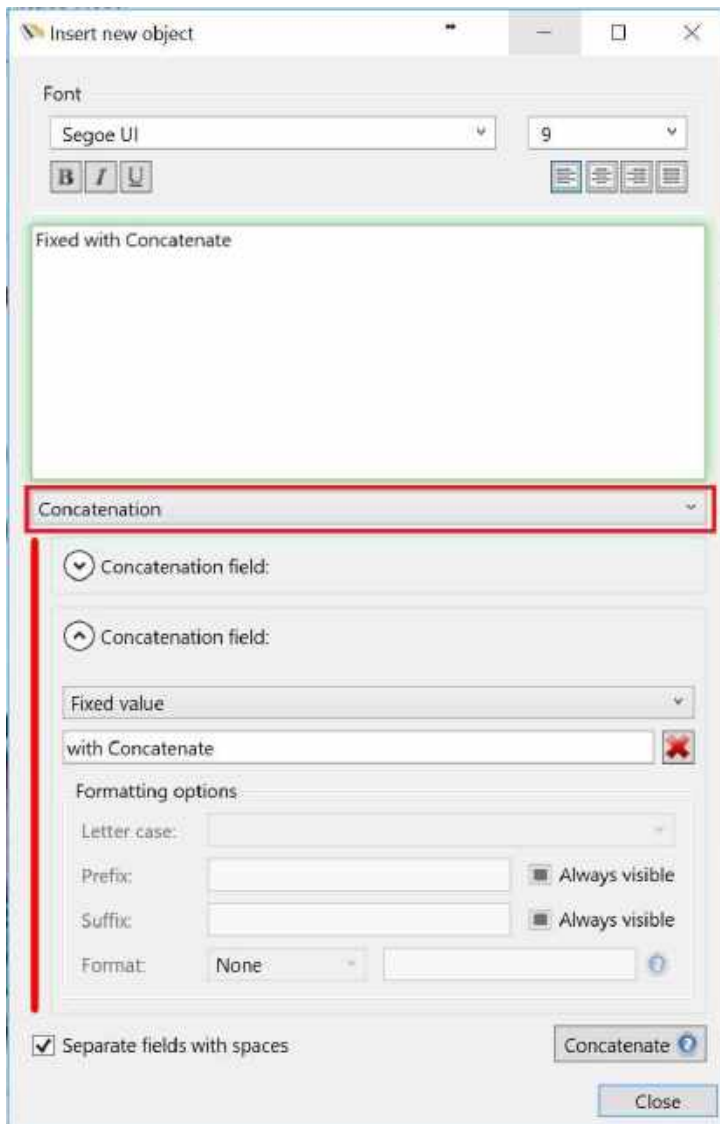 Insert new object
Font
Segoe UI 9
B I U
Fixed with Concatenate
Concatenation
Concatenation field:
Concatenation field:
Fixed value
with Concatenate
Formatting options
Letter case:
Prefix: Always visible
Suffix: Always visible
Format: None
Separate fields with spaces Concatenate
Close